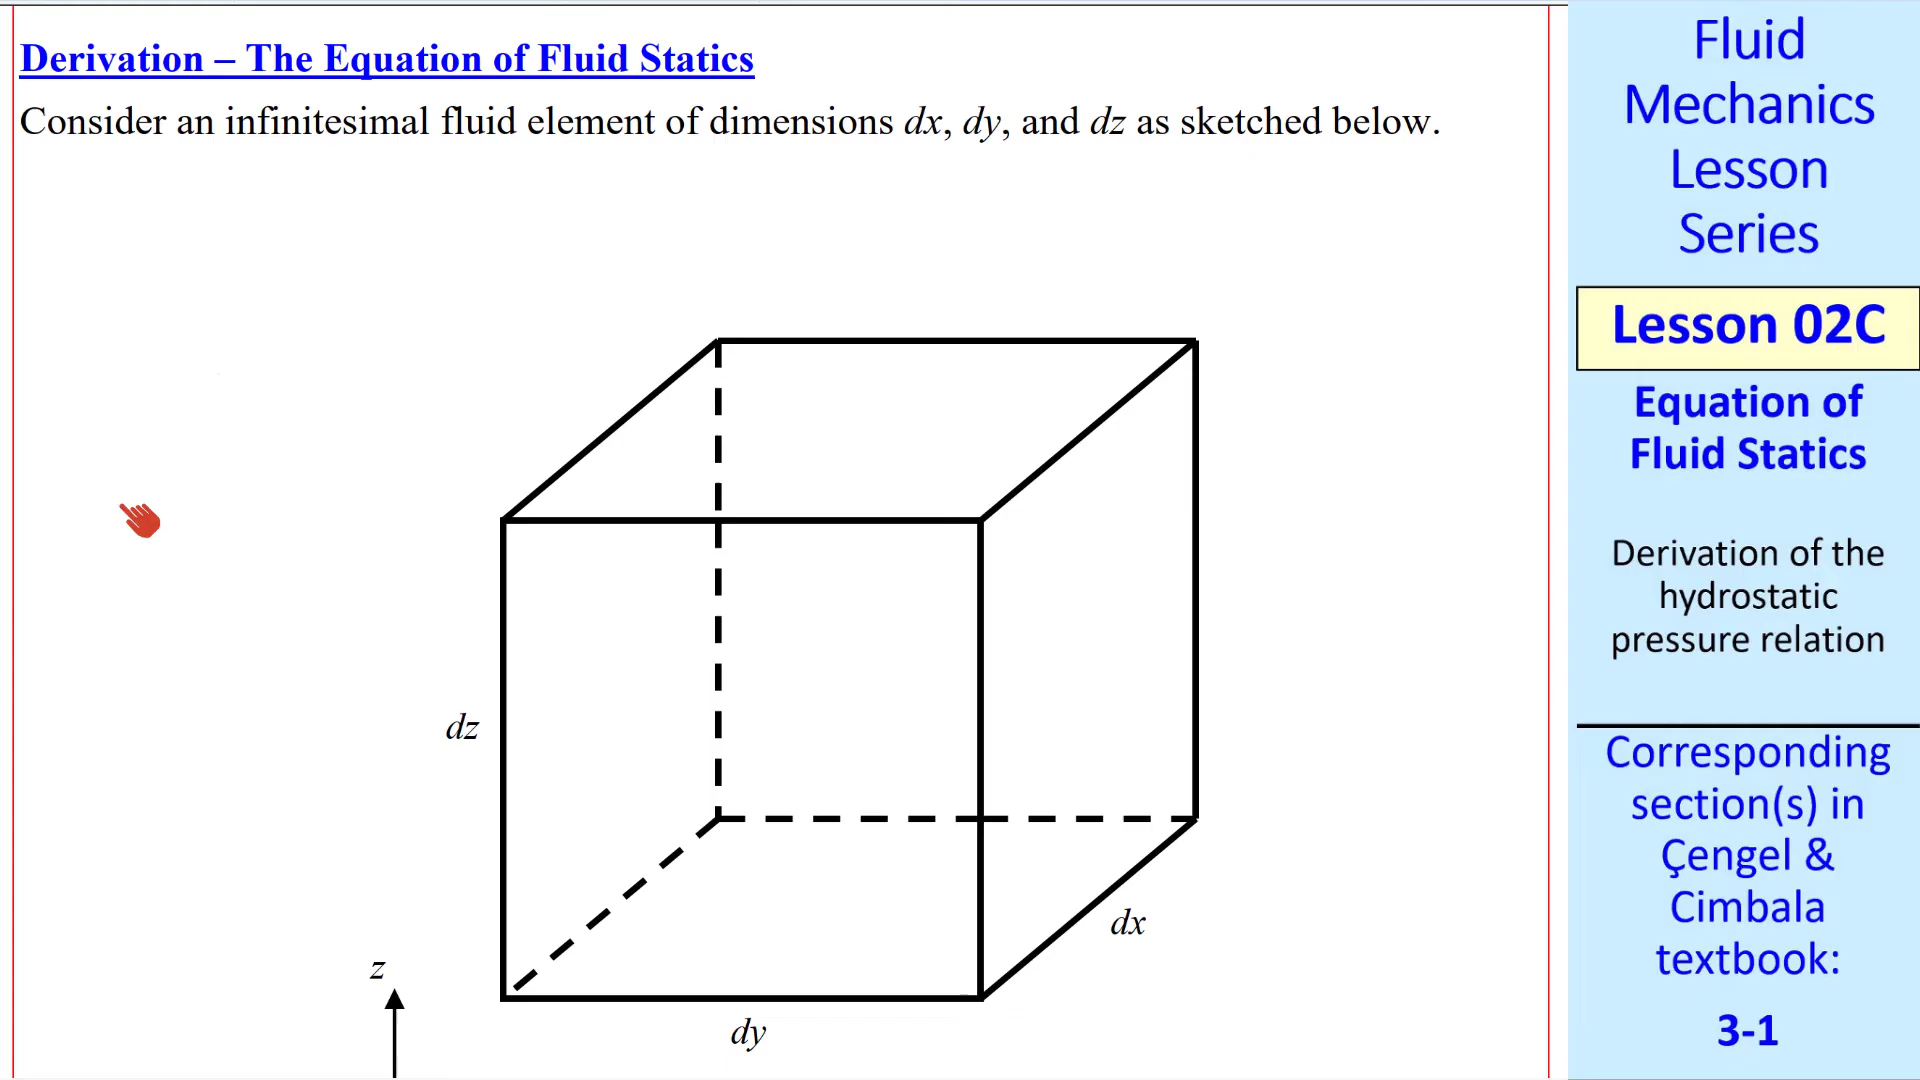 Derivation – The Equation of Fluid Statics
Consider an infinitesimal fluid element of dimensions dx, dy, and dz as sketched below.
dz
dx
z
dy
Fluid
Mechanics
Lesson
Series
Lesson 02C
Equation of
Fluid Statics
Derivation of the
hydrostatic
pressure relation
Corresponding
section(s) in
Çengel &
Cimbala
textbook:
3-1